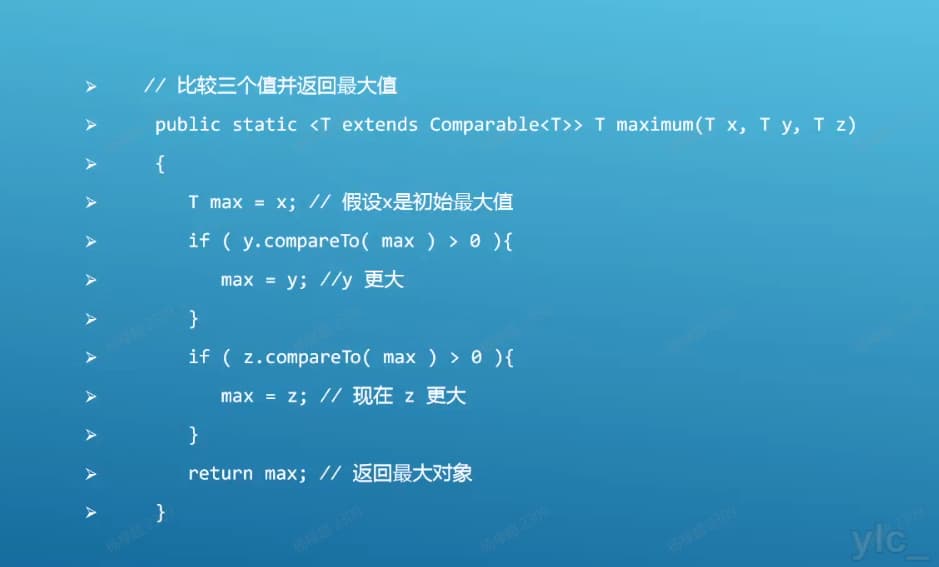 ➢ // 比较三个值并返回最大值
➢ public static <T extends Comparable<T>> T maximum(T x, T y, T z)
➢ {
➢ T max = x; // 假设x是初始最大值
➢ if ( y.compareTo( max ) > 0 ){
➢ max = y; //y 更大
➢ }
➢ if ( z.compareTo( max ) > 0 ){
➢ max = z; // 现在 z 更大
➢ }
➢ return max; // 返回最大对象
➢ }
ylc_